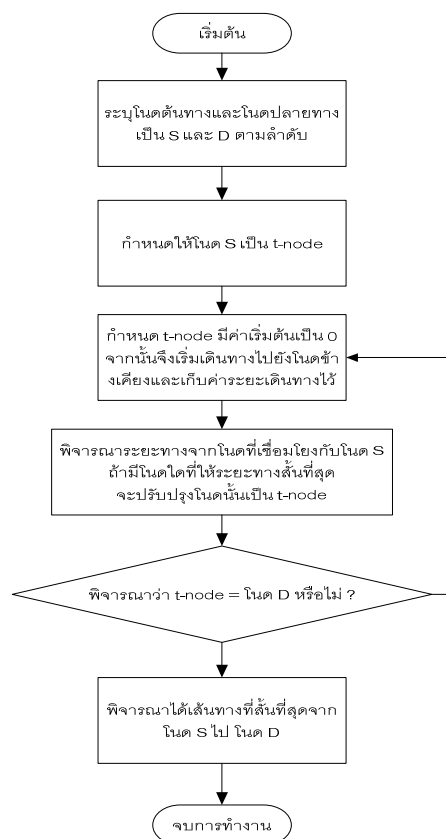 เริ่มต้น
ระบุโนดต้นทางและโนดปลายทาง
เป็น S และ D ตามลำดับ
กำหนดให้โนด S เป็น t-node
กำหนด t-node มีค่าเริ่มต้นเป็น 0
จากนั้นจึงเริ่มเดินทางไปยังโนดข้า
งเคียงและเก็บค่าระยะเดินทางไว้
พิจารณาระยะทางจากโนดที่เชื่อมโยงกับโนด S
ถ้ามีโนดใดที่ให้ระยะทางสั้นที่สุด
จะปรับปรุงโนดนั้นเป็น t-node
พิจารณาว่า t-node = โนด D หรือไม่ ?
พิจารณาได้เส้นทางที่สั้นที่สุดจาก
โนด S ไป โนด D
จบการทำงาน